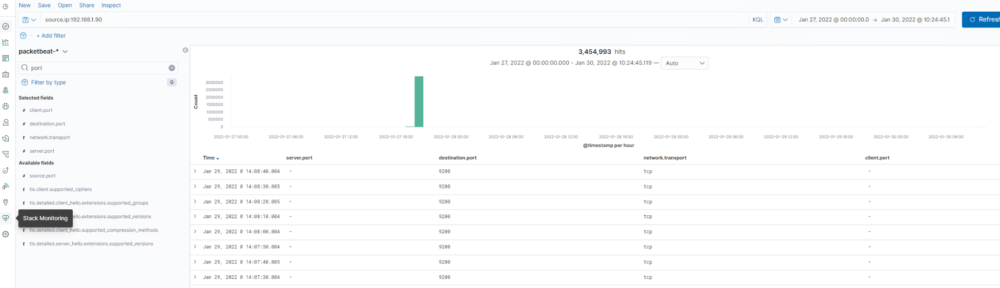 New Save Open Share Inspect
source.ip:192.168.1.90 KQL Jan 27, 2022 @ 00:00:00.0 → Jan 30, 2022 @ 10:24:45.1 Refresh
+ Add filter
packetbeat-*
port
Filter by type 0
Selected fields
# client.port
# destination.port
t network.transport
# server.port
Available fields
# source.port
t tls.client.supported_ciphers
t tls.detailed.client_hello.extensions.supported_groups
ello.extensions.supported_versions
Stack Monitoring
t tls.detailed.client_hello.supported_compression_methods
t tls.detailed.server_hello.extensions.supported_versions
3,454,993 hits
Jan 27, 2022 @ 00:00:00.000 - Jan 30, 2022 @ 10:24:45.119 — Auto
Count
3000000
2500000
2000000
1500000
1000000
500000
0
2022-01-27 00:00 2022-01-27 06:00 2022-01-27 12:00 2022-01-27 18:00 2022-01-28 00:00 2022-01-28 06:00 2022-01-28 12:00 2022-01-28 18:00 2022-01-29 00:00 2022-01-29 06:00 2022-01-29 12:00 2022-01-29 18:00 2022-01-30 00:00 2022-01-30 06:00
@timestamp per hour
Time server.port destination.port network.transport client.port
Jan 29, 2022 @ 14:08:40.004 - 9200 tcp -
Jan 29, 2022 @ 14:08:30.005 - 9200 tcp -
Jan 29, 2022 @ 14:08:20.005 - 9200 tcp -
Jan 29, 2022 @ 14:08:10.004 - 9200 tcp -
Jan 29, 2022 @ 14:08:00.004 - 9200 tcp -
Jan 29, 2022 @ 14:07:50.004 - 9200 tcp -
Jan 29, 2022 @ 14:07:40.005 - 9200 tcp -
Jan 29, 2022 @ 14:07:30.004 - 9200 tcp -